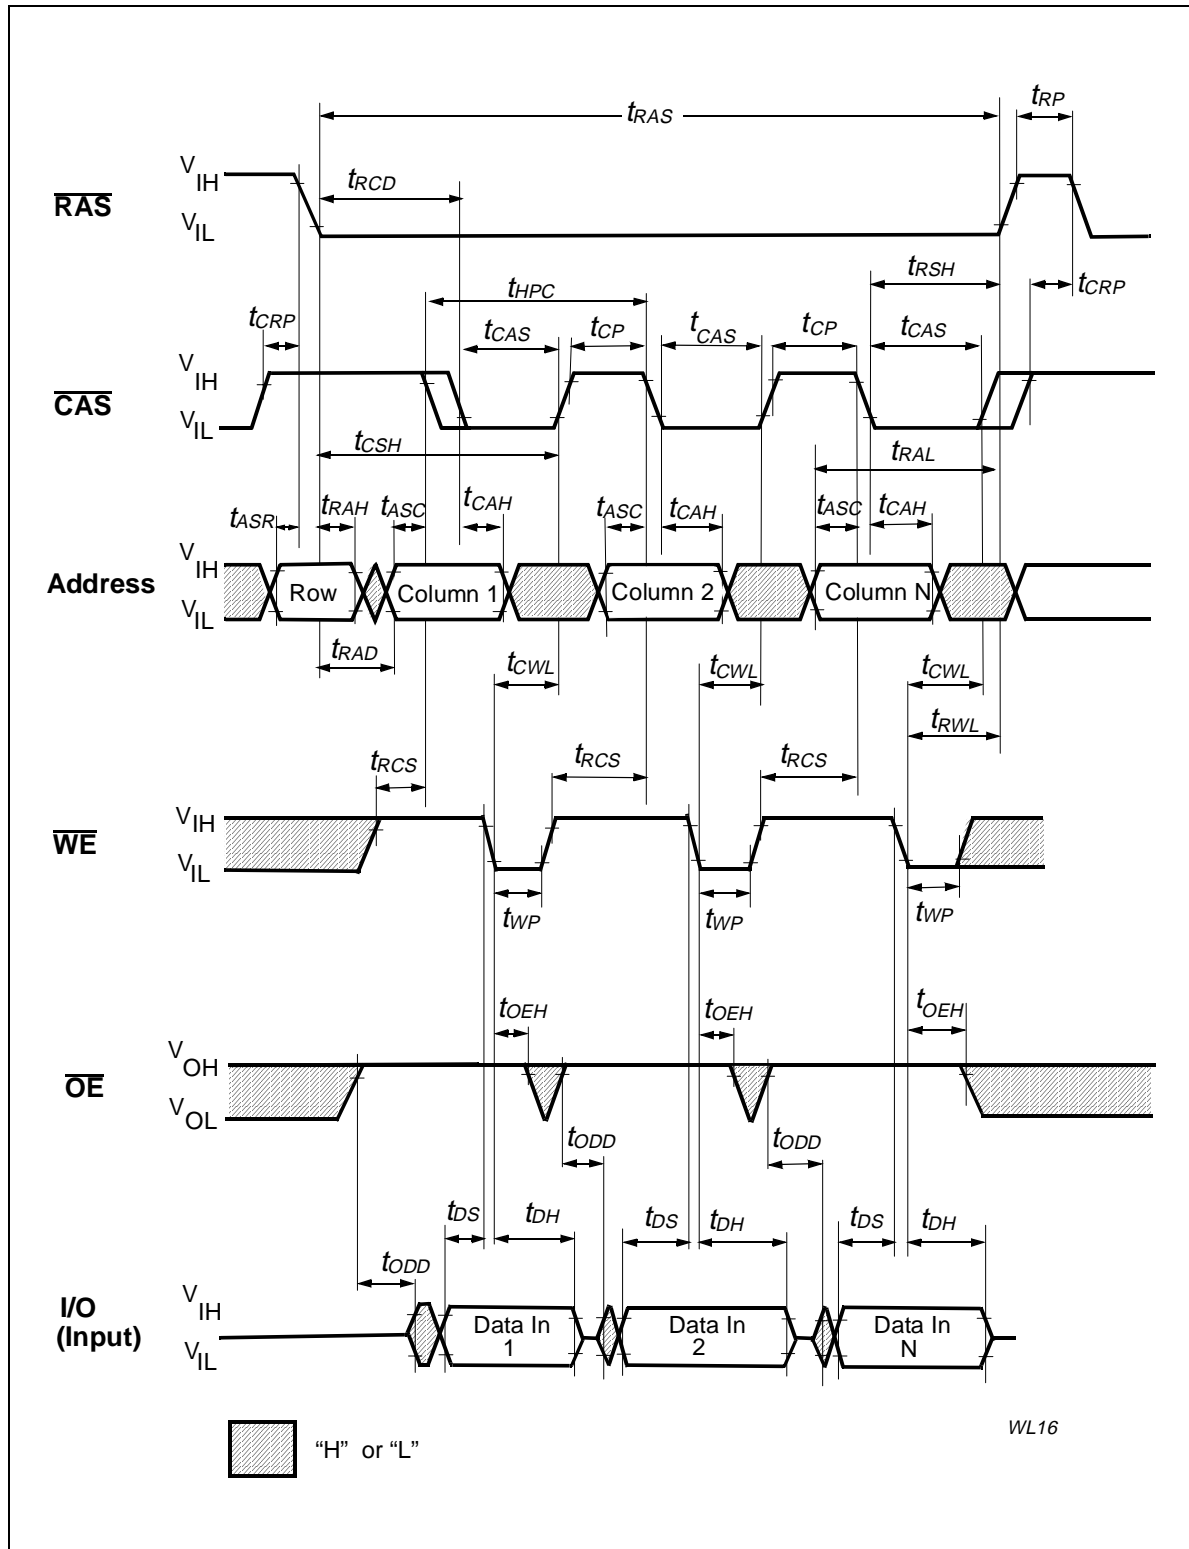 tRAS
tRP
VIH
RAS
VIL
tRCD
tRSH
tCRP
tHPC
tCRP
tCAS
tCP
tCAS
tCP
tCAS
VIH
CAS
VIL
tCSH
tRAL
tASR
tRAH
tASC
tCAH
tASC
tCAH
tASC
tCAH
VIH
Address
VIL
Row
Column 1
Column 2
Column N
tRAD
tCWL
tCWL
tCWL
tRWL
tRCS
tRCS
tRCS
VIH
WE
VIL
tWP
tWP
tWP
tOEH
tOEH
tOEH
VOH
OE
VOL
tODD
tODD
tDS
tDH
tDS
tDH
tDS
tDH
tODD
VIH
I/O
(Input)
VIL
Data In
1
Data In
2
Data In
N
“H” or “L”
WL16